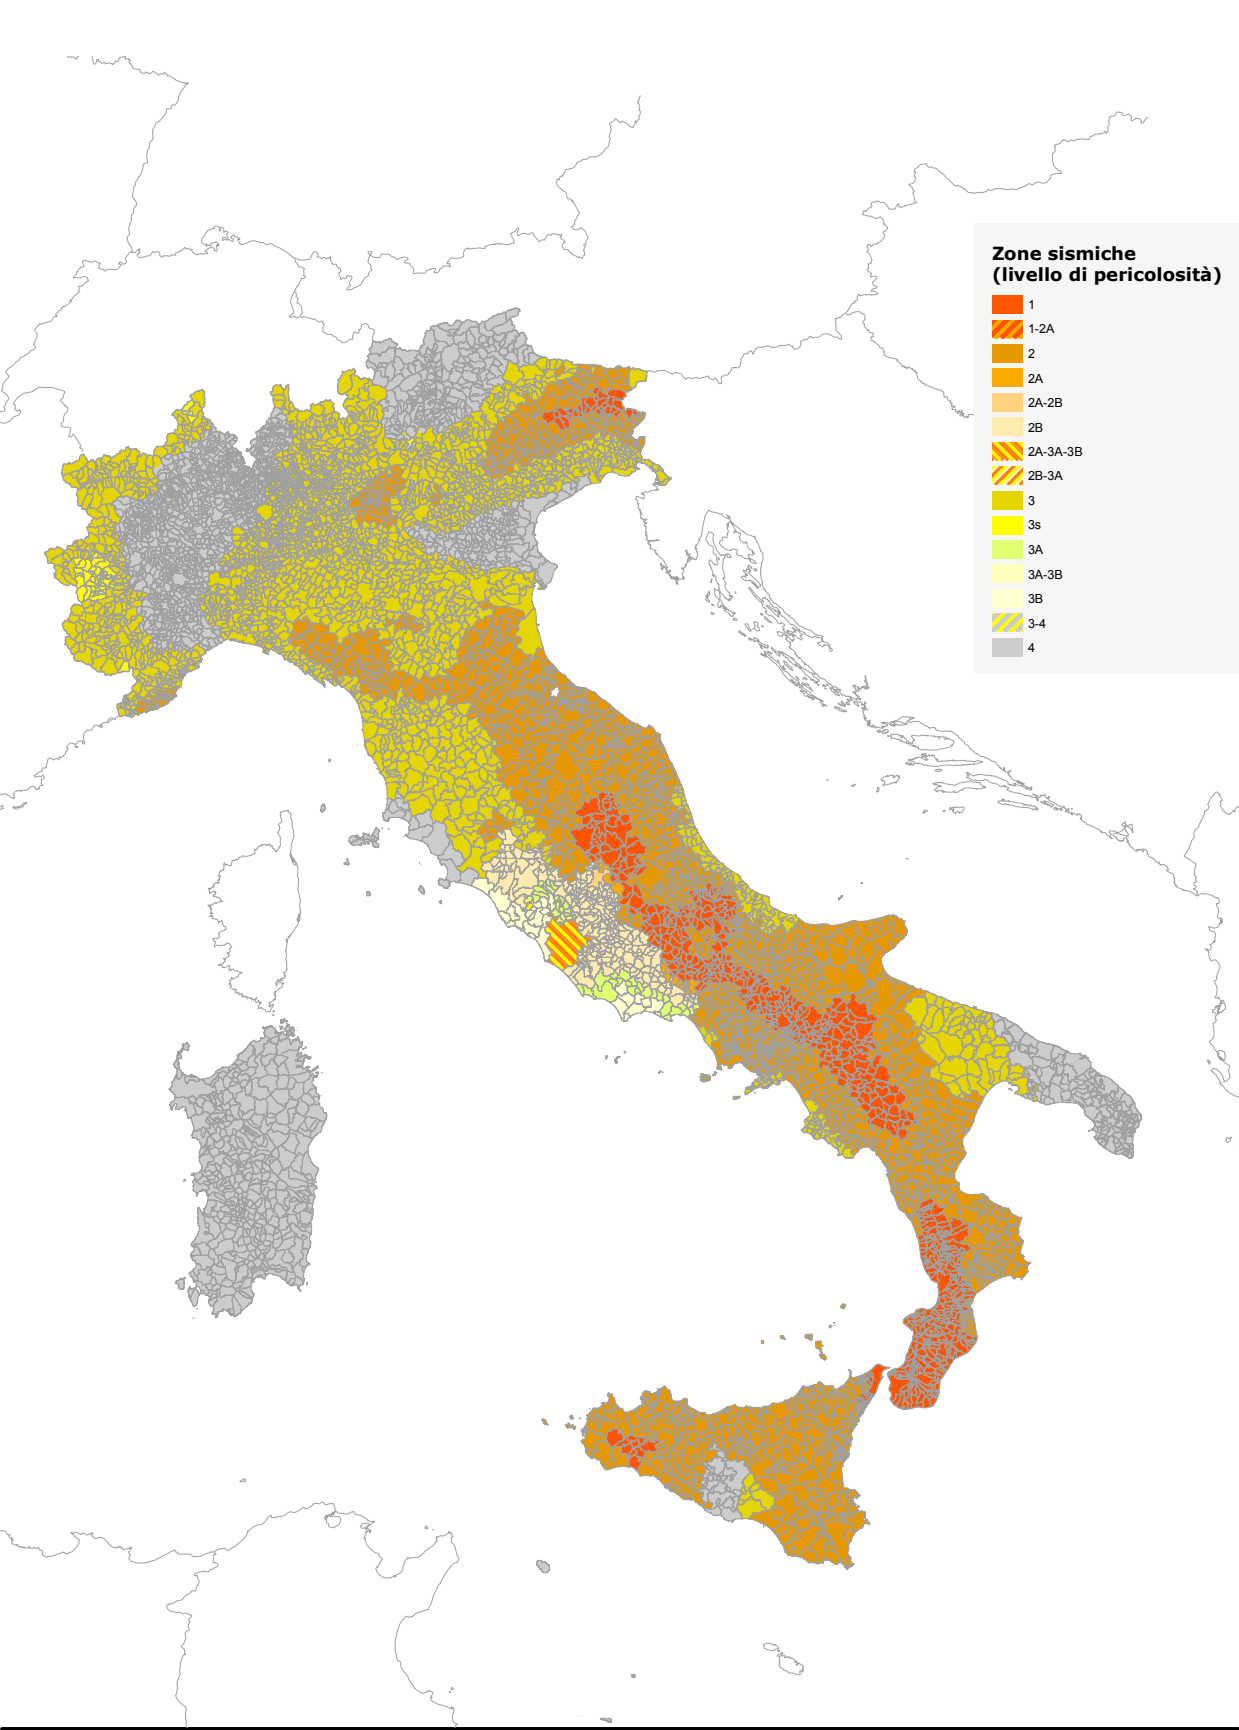 Zone sismiche
(livello di pericolosità)
1
1-2A
2
2A
2A-2B
2B
2A-3A-3B
2B-3A
3
3s
3A
3A-3B
3B
3-4
4